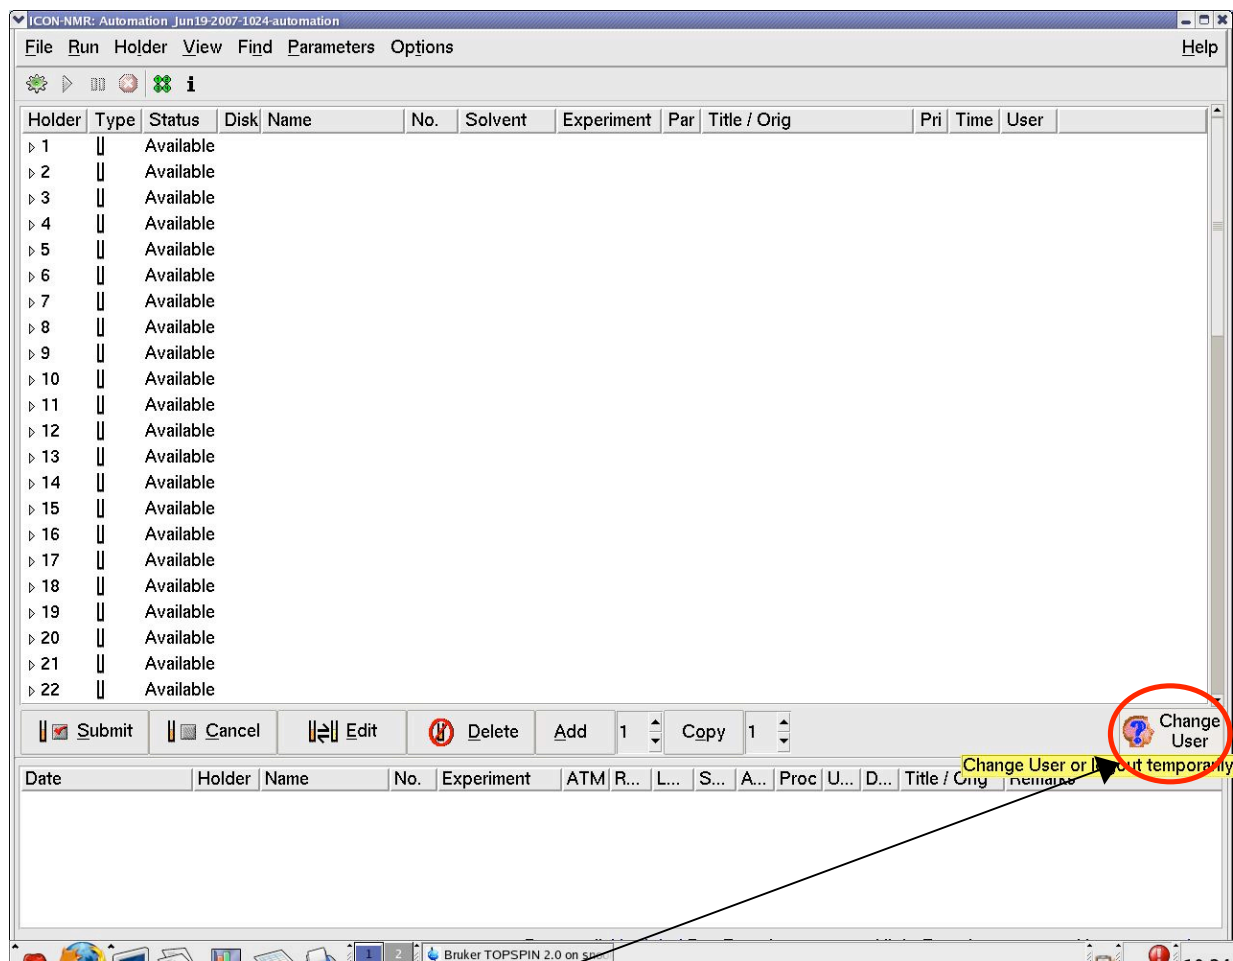 ICON-NMR: Automation Jun19-2007-1024-automation
File Run Holder View Find Parameters Options Help
i
Holder Type Status Disk Name No. Solvent Experiment Par Title / Orig Pri Time User
1 Available
2 Available
3 Available
4 Available
5 Available
6 Available
7 Available
8 Available
9 Available
10 Available
11 Available
12 Available
13 Available
14 Available
15 Available
16 Available
17 Available
18 Available
19 Available
20 Available
21 Available
22 Available
Submit Cancel Edit Delete Add 1 Copy 1 Change User
Change User or logout temporarily
Date Holder Name No. Experiment ATM R... L... S... A... Proc U... D... Title / Orig Remarks
1 2 Bruker TOPSPIN 2.0 on